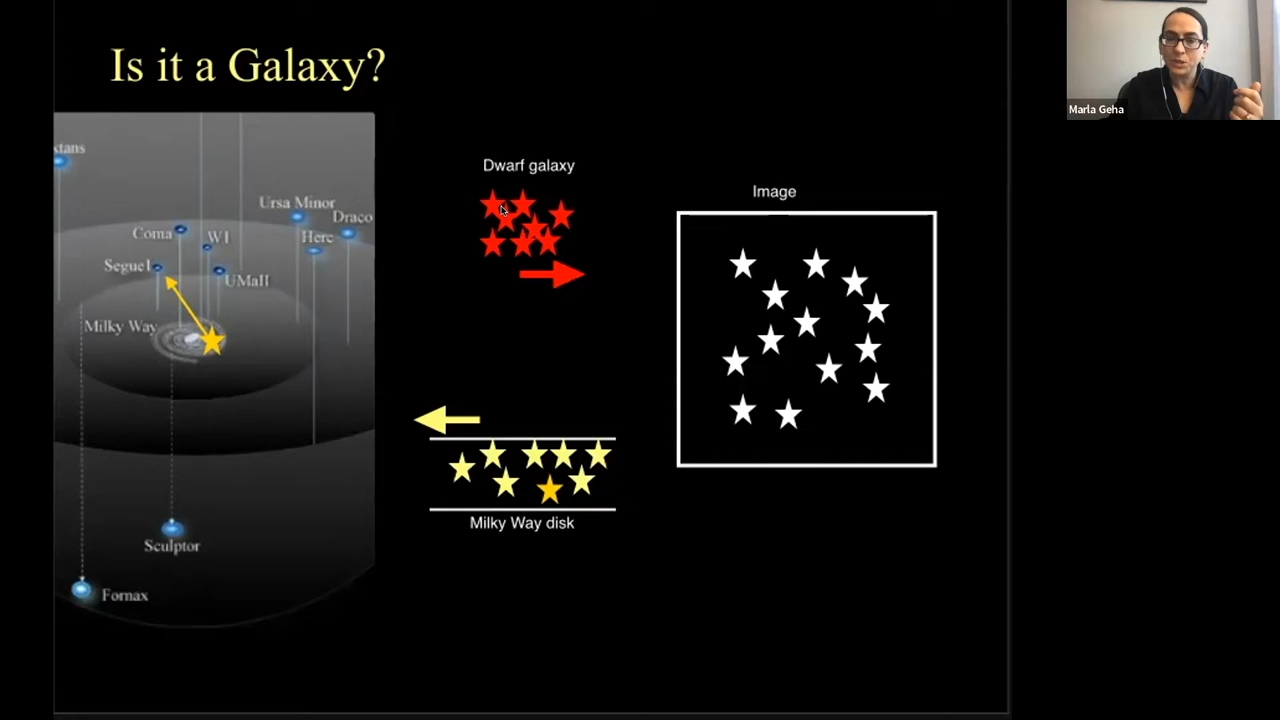 Is it a Galaxy?
Marla Geha
xtans
Ursa Minor
Draco
Coma
W1
Herc
Segue1
UMaII
Milky Way
Sculptor
Fornax
Dwarf galaxy
Milky Way disk
Image